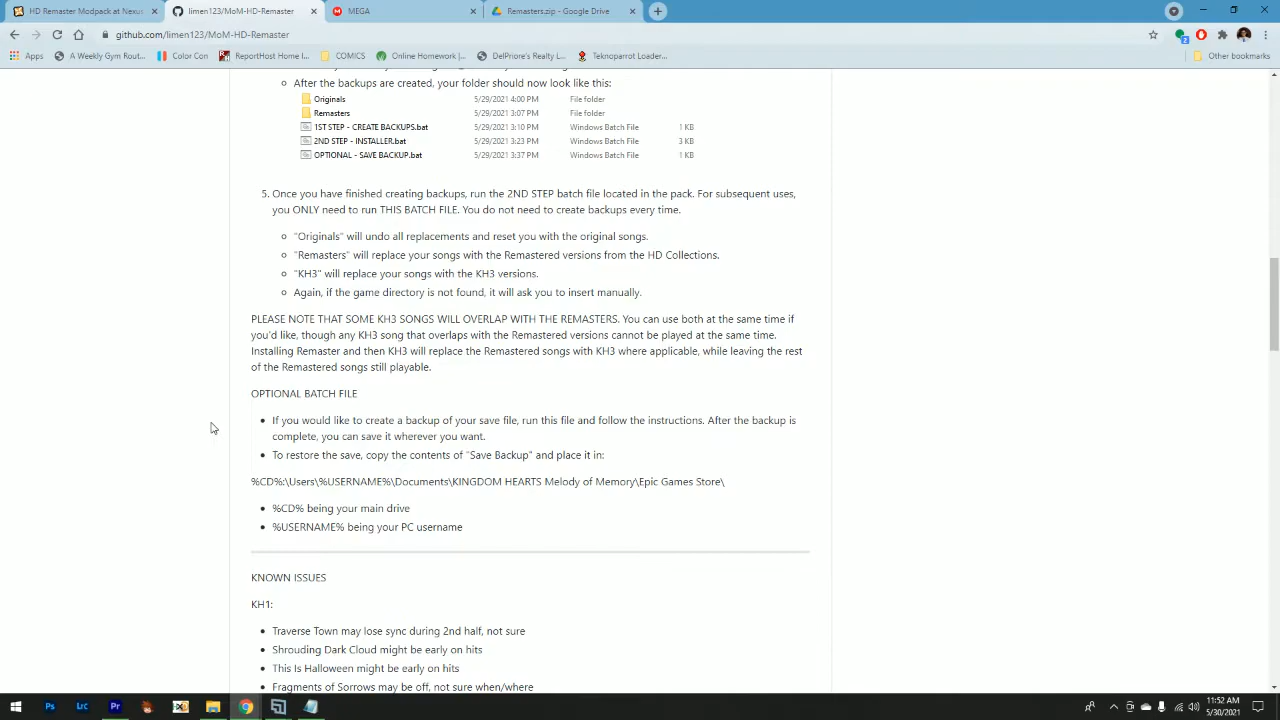 HD Remaster Modpack at Nexus
limen123/MoM-HD-Remaster
MEGA
Remasters.zip - Google Drive
github.com/limen123/MoM-HD-Remaster
Apps
A Weekly Gym Rout...
Color Con
ReportHost Home I...
COMICS
Online Homework |...
DelPriore's Realty L...
Teknoparrot Loader...
Other bookmarks
After the backups are created, your folder should now look like this:
Originals 5/29/2021 4:00 PM File folder
Remasters 5/29/2021 3:07 PM File folder
1ST STEP - CREATE BACKUPS.bat 5/29/2021 3:10 PM Windows Batch File 1 KB
2ND STEP - INSTALLER.bat 5/29/2021 3:23 PM Windows Batch File 3 KB
OPTIONAL - SAVE BACKUP.bat 5/29/2021 3:37 PM Windows Batch File 1 KB
5. Once you have finished creating backups, run the 2ND STEP batch file located in the pack. For subsequent uses,
you ONLY need to run THIS BATCH FILE. You do not need to create backups every time.
"Originals" will undo all replacements and reset you with the original songs.
"Remasters" will replace your songs with the Remastered versions from the HD Collections.
"KH3" will replace your songs with the KH3 versions.
Again, if the game directory is not found, it will ask you to insert manually.
PLEASE NOTE THAT SOME KH3 SONGS WILL OVERLAP WITH THE REMASTERS. You can use both at the same time if
you'd like, though any KH3 song that overlaps with the Remastered versions cannot be played at the same time.
Installing Remaster and then KH3 will replace the Remastered songs with KH3 where applicable, while leaving the rest
of the Remastered songs still playable.
OPTIONAL BATCH FILE
If you would like to create a backup of your save file, run this file and follow the instructions. After the backup is
complete, you can save it wherever you want.
To restore the save, copy the contents of "Save Backup" and place it in:
%CD%:\Users\%USERNAME%\Documents\KINGDOM HEARTS Melody of Memory\Epic Games Store\
%CD% being your main drive
%USERNAME% being your PC username
KNOWN ISSUES
KH1:
Traverse Town may lose sync during 2nd half, not sure
Shrouding Dark Cloud might be early on hits
This Is Halloween might be early on hits
Fragments of Sorrows may be off, not sure when/where
Ps
Lrc
Pr
11:52 AM
5/30/2021